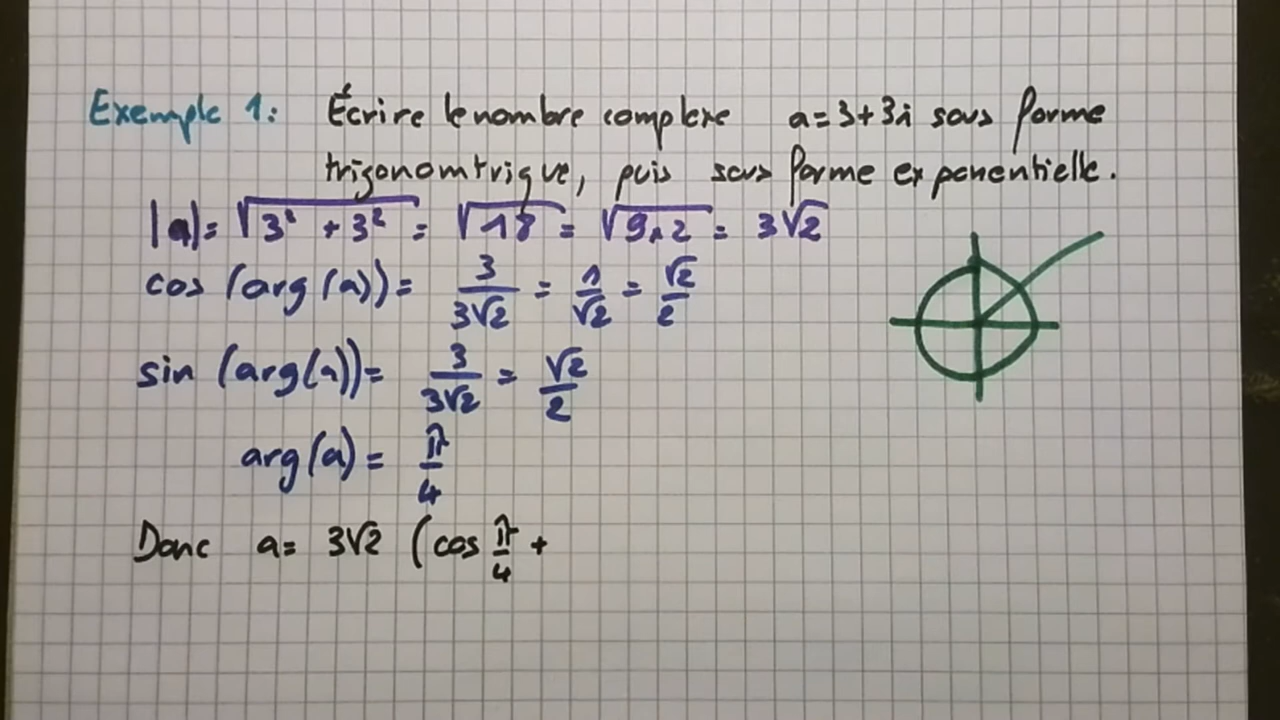 Exemple 1: Écrire le nombre complexe a=3+3i sous forme
trigonomtrique, puis sous forme exponentielle.
|a|= √(3² + 3²) = √18 = √(9×2) = 3√2
cos (arg (a)) = 3/(3√2) = 1/√2 = √2/2
sin (arg(a)) = 3/(3√2) = √2/2
arg(a) = π/4
Donc a= 3√2 (cos π/4 +